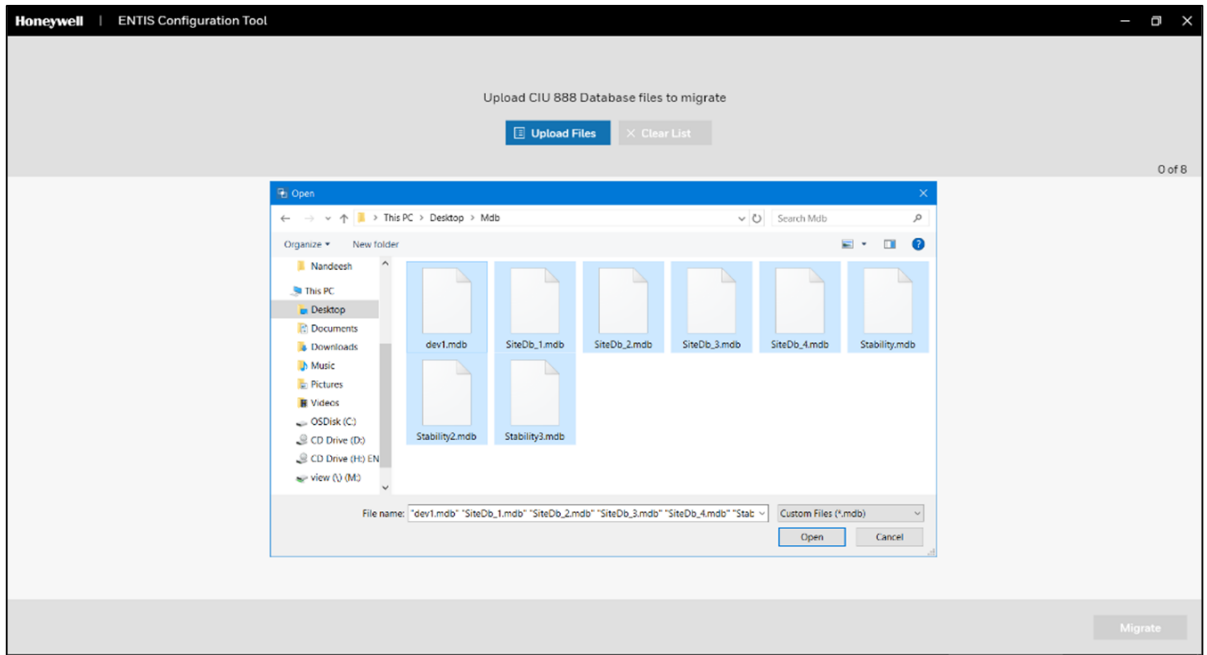 Honeywell | ENTIS Configuration Tool
Upload CIU 888 Database files to migrate
Upload Files
Clear List
0 of 8
Open
This PC > Desktop > Mdb
Search Mdb
Organize
New folder
Nandeesh
This PC
Desktop
Documents
Downloads
Music
Pictures
Videos
OSDisk (C:)
CD Drive (D:)
CD Drive (H:) EN
view (\) (M:)
dev1.mdb
SiteDb_1.mdb
SiteDb_2.mdb
SiteDb_3.mdb
SiteDb_4.mdb
Stability.mdb
Stability2.mdb
Stability3.mdb
File name: "dev1.mdb" "SiteDb_1.mdb" "SiteDb_2.mdb" "SiteDb_3.mdb" "SiteDb_4.mdb" "Stab
Custom Files (*.mdb)
Open
Cancel
Migrate